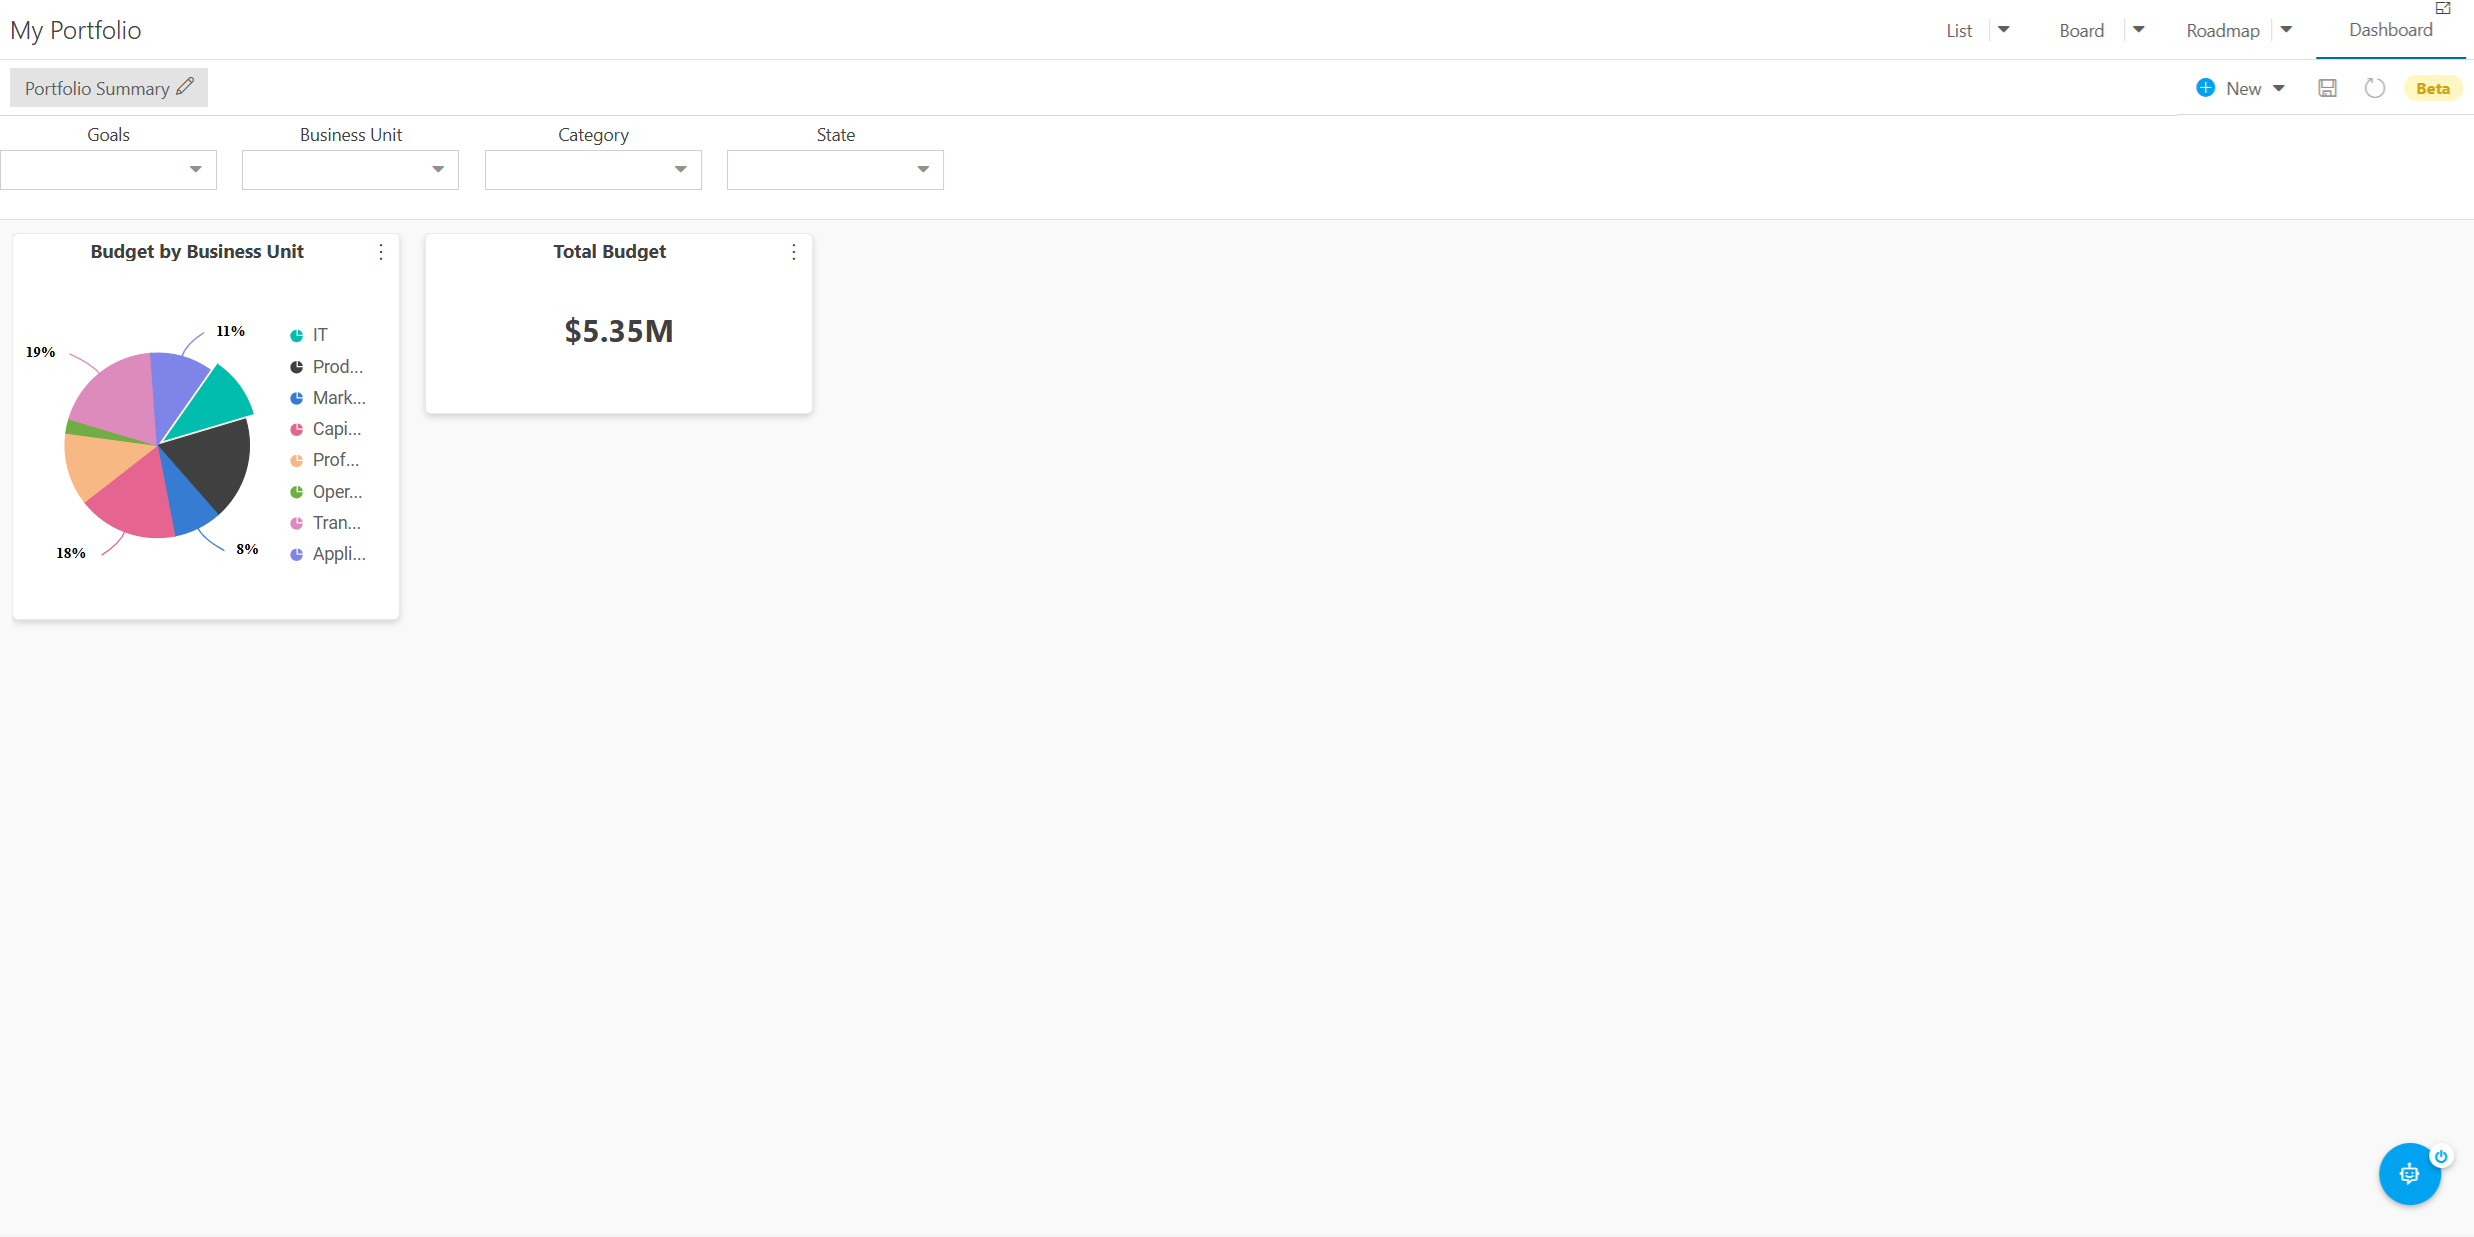 My Portfolio
List
Board
Roadmap
Dashboard
Portfolio Summary
New
Beta
Goals
Business Unit
Category
State
Budget by Business Unit
Total Budget
$5.35M
11%
19%
18%
8%
IT
Prod...
Mark...
Capi...
Prof...
Oper...
Tran...
Appli...